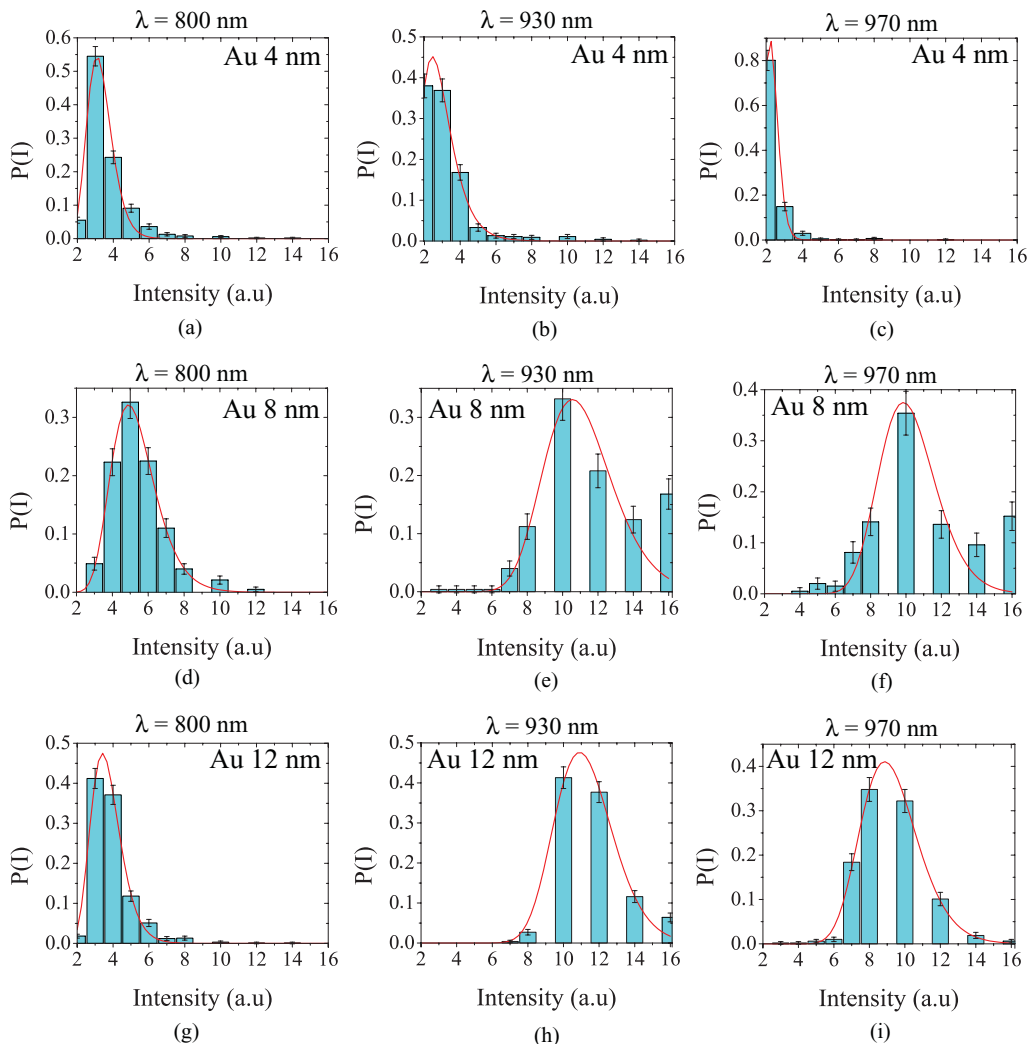 λ = 800 nm
λ = 930 nm
λ = 970 nm
Au 4 nm
Au 4 nm
Au 4 nm
P(I)
P(I)
P(I)
0.6
0.5
0.4
0.3
0.2
0.1
0.0
0.5
0.4
0.3
0.2
0.1
0.0
0.8
0.6
0.4
0.2
0.0
2 4 6 8 10 12 14 16
2 4 6 8 10 12 14 16
2 4 6 8 10 12 14 16
Intensity (a.u)
Intensity (a.u)
Intensity (a.u)
(a)
(b)
(c)
λ = 800 nm
λ = 930 nm
λ = 970 nm
Au 8 nm
Au 8 nm
Au 8 nm
P(I)
P(I)
P(I)
0.3
0.2
0.1
0.0
0.3
0.2
0.1
0.0
0.4
0.3
0.2
0.1
0.0
2 4 6 8 10 12 14 16
2 4 6 8 10 12 14 16
2 4 6 8 10 12 14 16
Intensity (a.u)
Intensity (a.u)
Intensity (a.u)
(d)
(e)
(f)
λ = 800 nm
λ = 930 nm
λ = 970 nm
Au 12 nm
Au 12 nm
Au 12 nm
P(I)
P(I)
P(I)
0.5
0.4
0.3
0.2
0.1
0.0
0.5
0.4
0.3
0.2
0.1
0.0
0.4
0.3
0.2
0.1
0.0
2 4 6 8 10 12 14 16
2 4 6 8 10 12 14 16
2 4 6 8 10 12 14 16
Intensity (a.u)
Intensity (a.u)
Intensity (a.u)
(g)
(h)
(i)